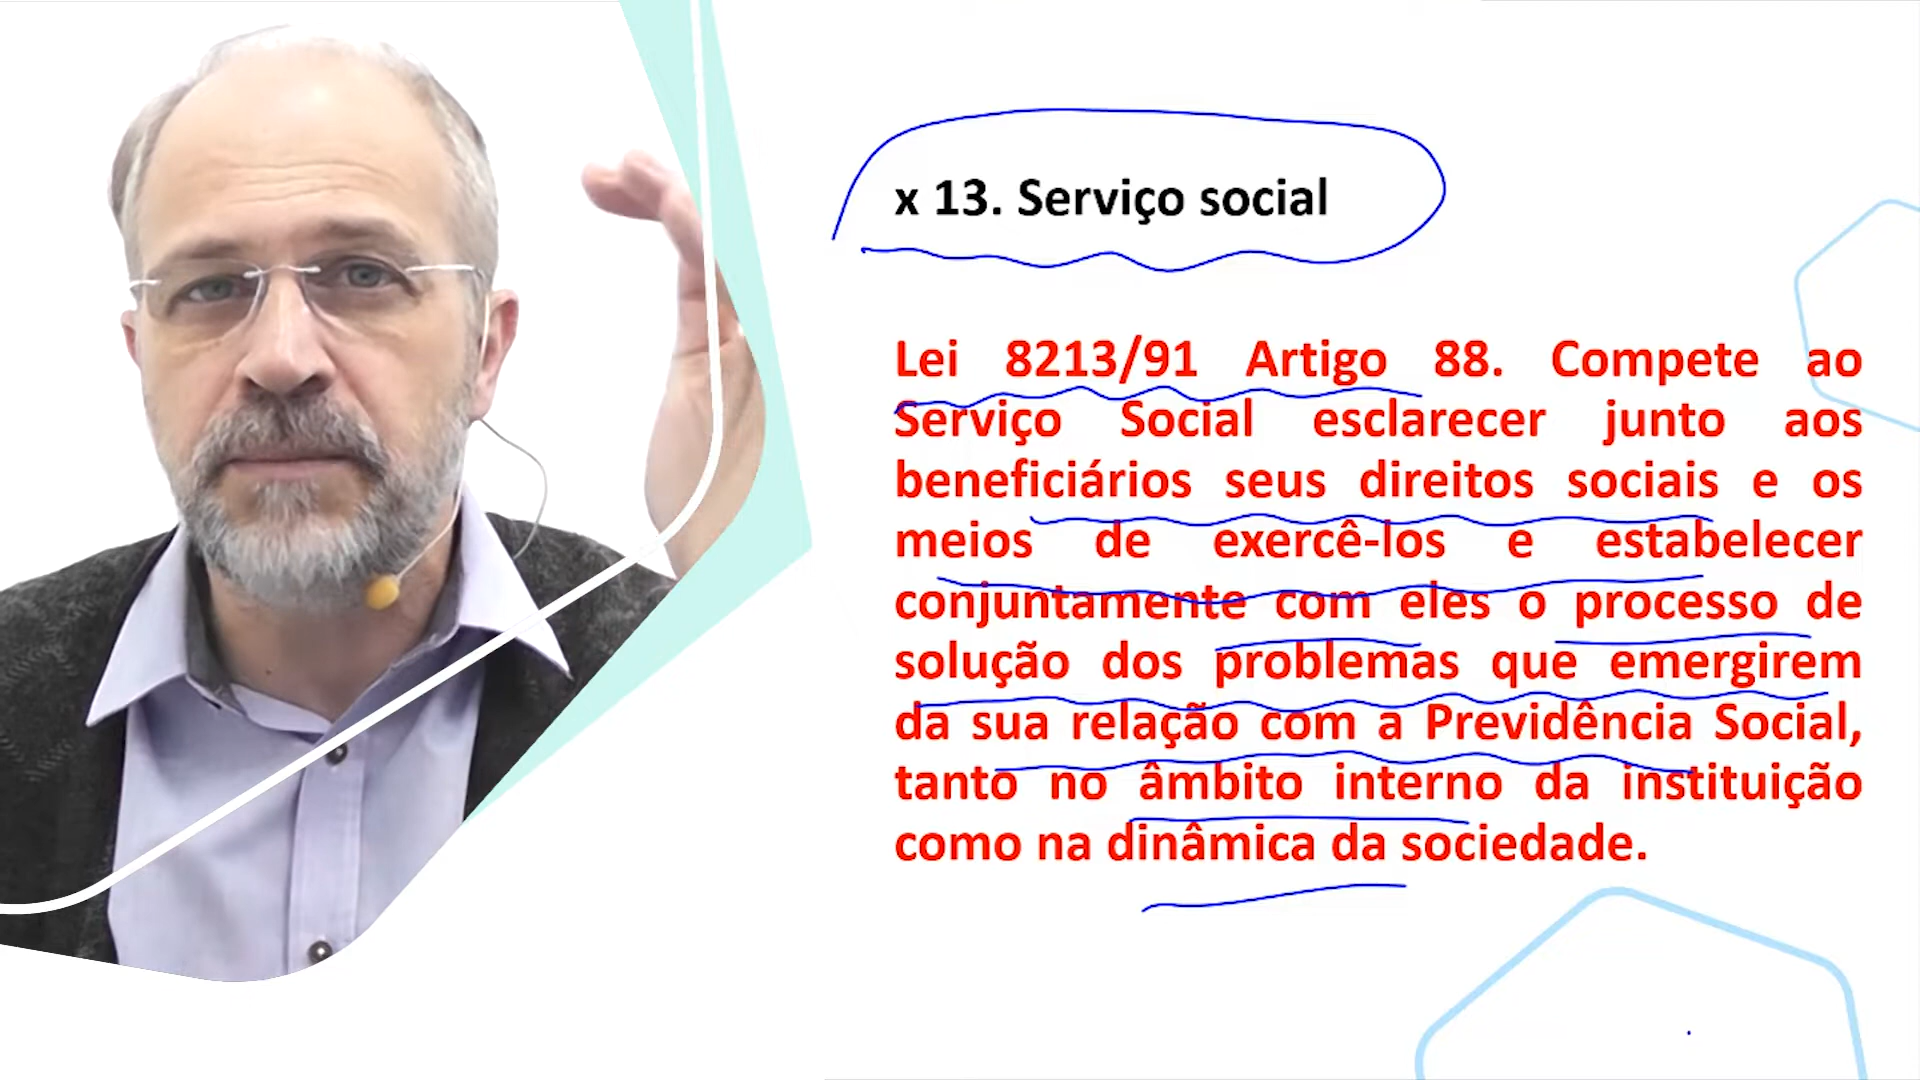 x 13. Serviço social
Lei 8213/91 Artigo 88. Compete ao
Serviço Social esclarecer junto aos
beneficiários seus direitos sociais e os
meios de exercê-los e estabelecer
conjuntamente com eles o processo de
solução dos problemas que emergirem
da sua relação com a Previdência Social,
tanto no âmbito interno da instituição
como na dinâmica da sociedade.